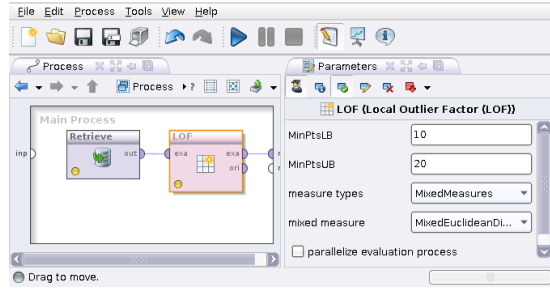 File Edit Process Tools View Help
Process
Parameters
Process
LOF (Local Outlier Factor (LOF))
Main Process
Retrieve
LOF
inp
out
exa
exa
ori
MinPtsLB
10
MinPtsUB
20
measure types
MixedMeasures
mixed measure
MixedEuclideanDi...
parallelize evaluation process
Drag to move.